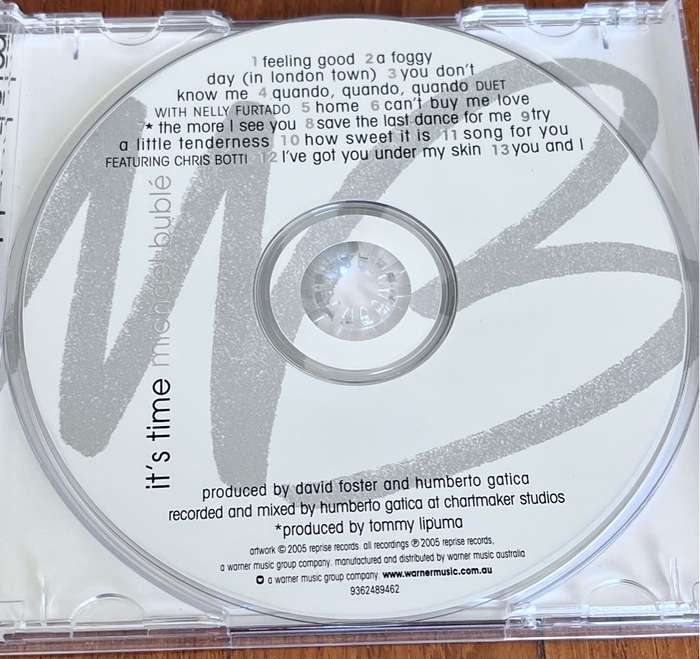 1 feeling good 2 a foggy
day (in london town) 3 you don't
know me 4 quando, quando, quando DUET
WITH NELLY FURTADO 5 home 6 can't buy me love
* the more I see you 8 save the last dance for me 9 try
a little tenderness 10 how sweet it is 11 song for you
FEATURING CHRIS BOTTI 12 I've got you under my skin 13 you and I
it's time michael bublé
produced by david foster and humberto gatica
recorded and mixed by humberto gatica at chartmaker studios
*produced by tommy lipuma
artwork © 2005 reprise records. all recordings ℗ 2005 reprise records,
a warner music group company. manufactured and distributed by warner music australia
a warner music group company. www.warnermusic.com.au
9362489462